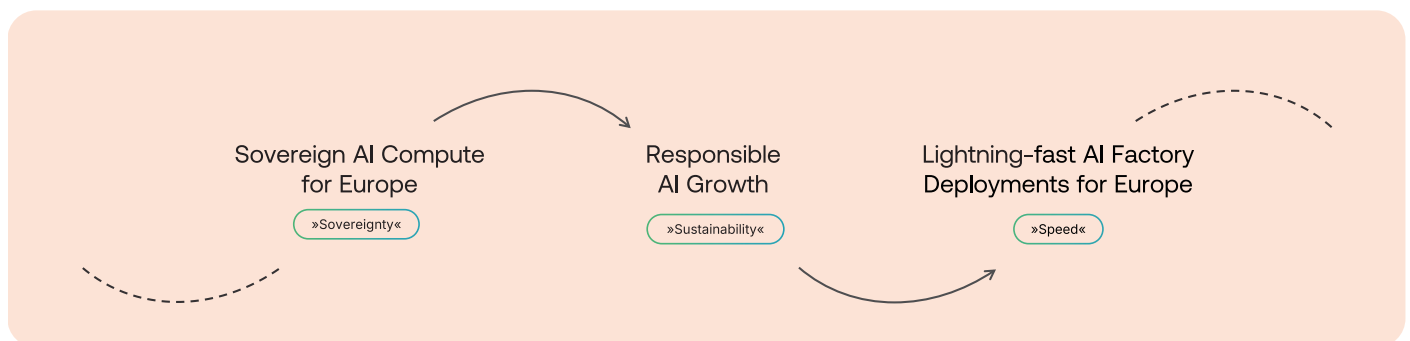 Sovereign AI Compute
for Europe
»Sovereignty«
Responsible
AI Growth
»Sustainability«
Lightning-fast AI Factory
Deployments for Europe
»Speed«